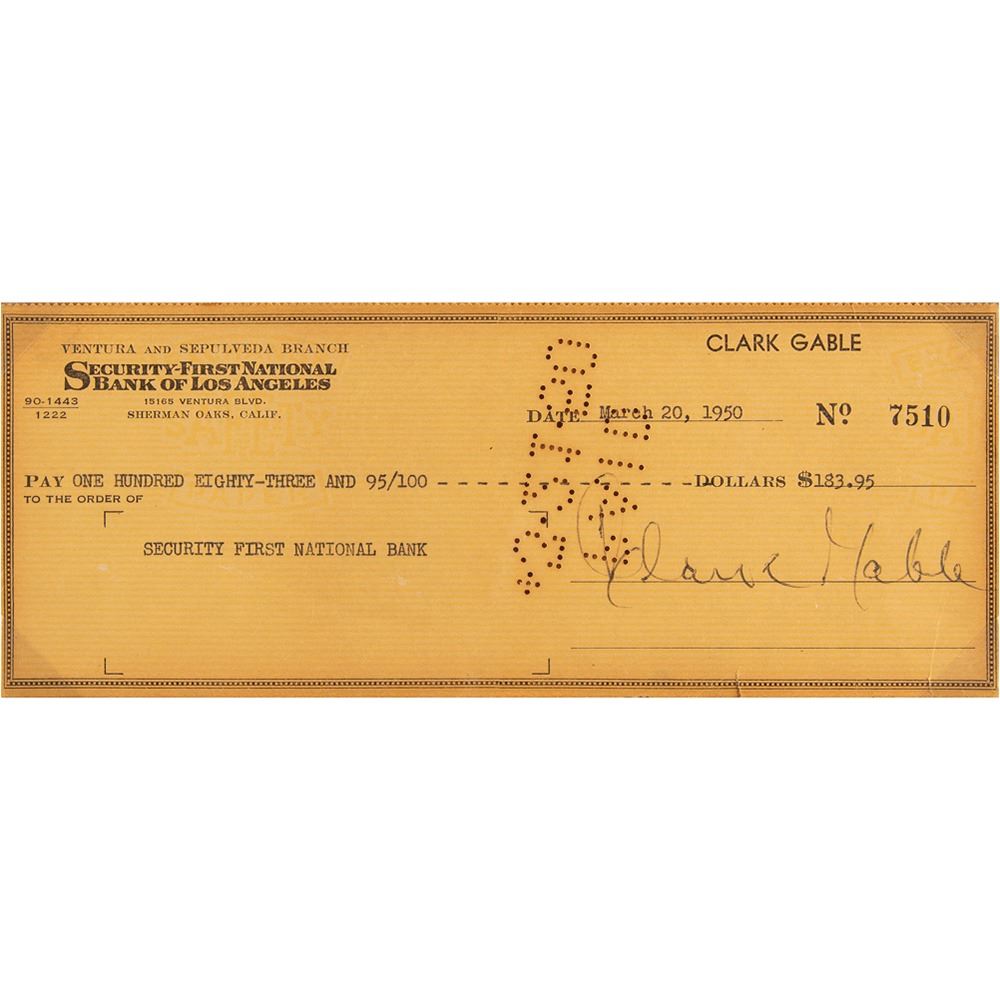 VENTURA AND SEPULVEDA BRANCH
SECURITY-FIRST NATIONAL
BANK OF LOS ANGELES
90-1443
1222
15165 VENTURA BLVD.
SHERMAN OAKS, CALIF.
CLARK GABLE
DATE March 20, 1950
Nº 7510
PAY ONE HUNDRED EIGHTY-THREE AND 95/100 - - - - - - - - - - - - - - - DOLLARS $183.95
TO THE ORDER OF
SECURITY FIRST NATIONAL BANK
Clark Gable